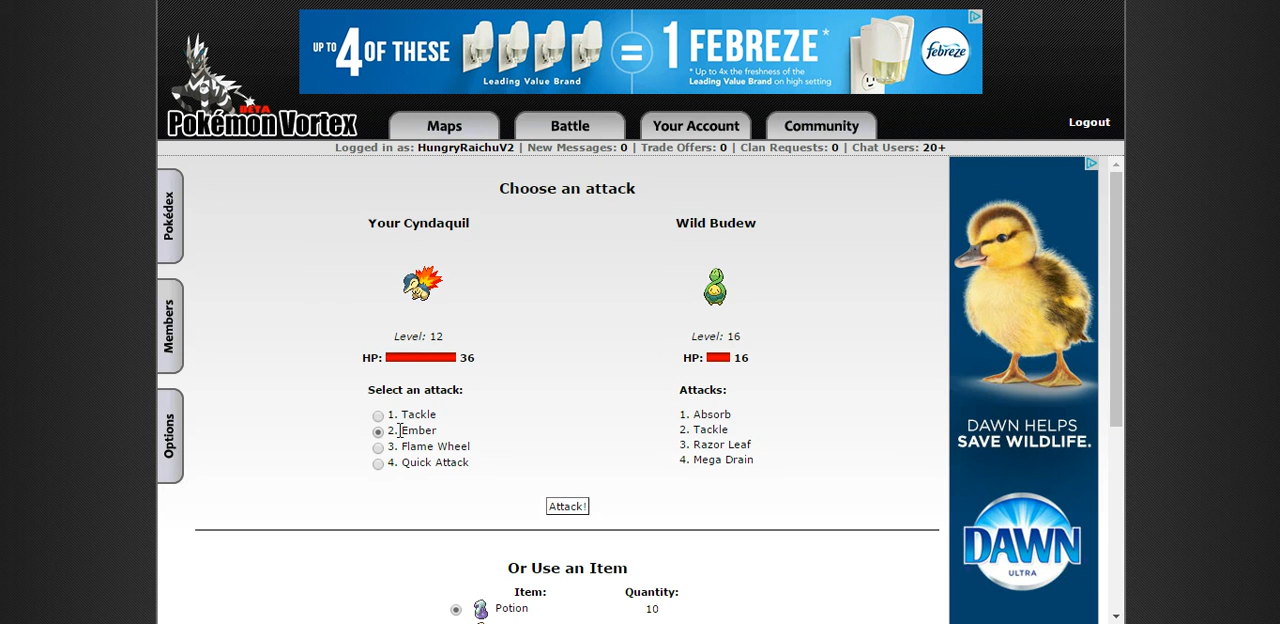 UP TO 4 OF THESE = 1 FEBREZE*
Leading Value Brand
* Up to 4x the freshness of the
Leading Value Brand on high setting
febreze
BETA
Pokémon Vortex
Maps
Battle
Your Account
Community
Logout
Logged in as: HungryRaichuV2 | New Messages: 0 | Trade Offers: 0 | Clan Requests: 0 | Chat Users: 20+
Pokédex
Members
Options
Choose an attack
Your Cyndaquil
Wild Budew
Level: 12
Level: 16
HP: 36
HP: 16
Select an attack:
Attacks:
1. Tackle
2. Ember
3. Flame Wheel
4. Quick Attack
1. Absorb
2. Tackle
3. Razor Leaf
4. Mega Drain
Attack!
Or Use an Item
Item:
Quantity:
Potion
10
DAWN HELPS
SAVE WILDLIFE.
DAWN
ULTRA